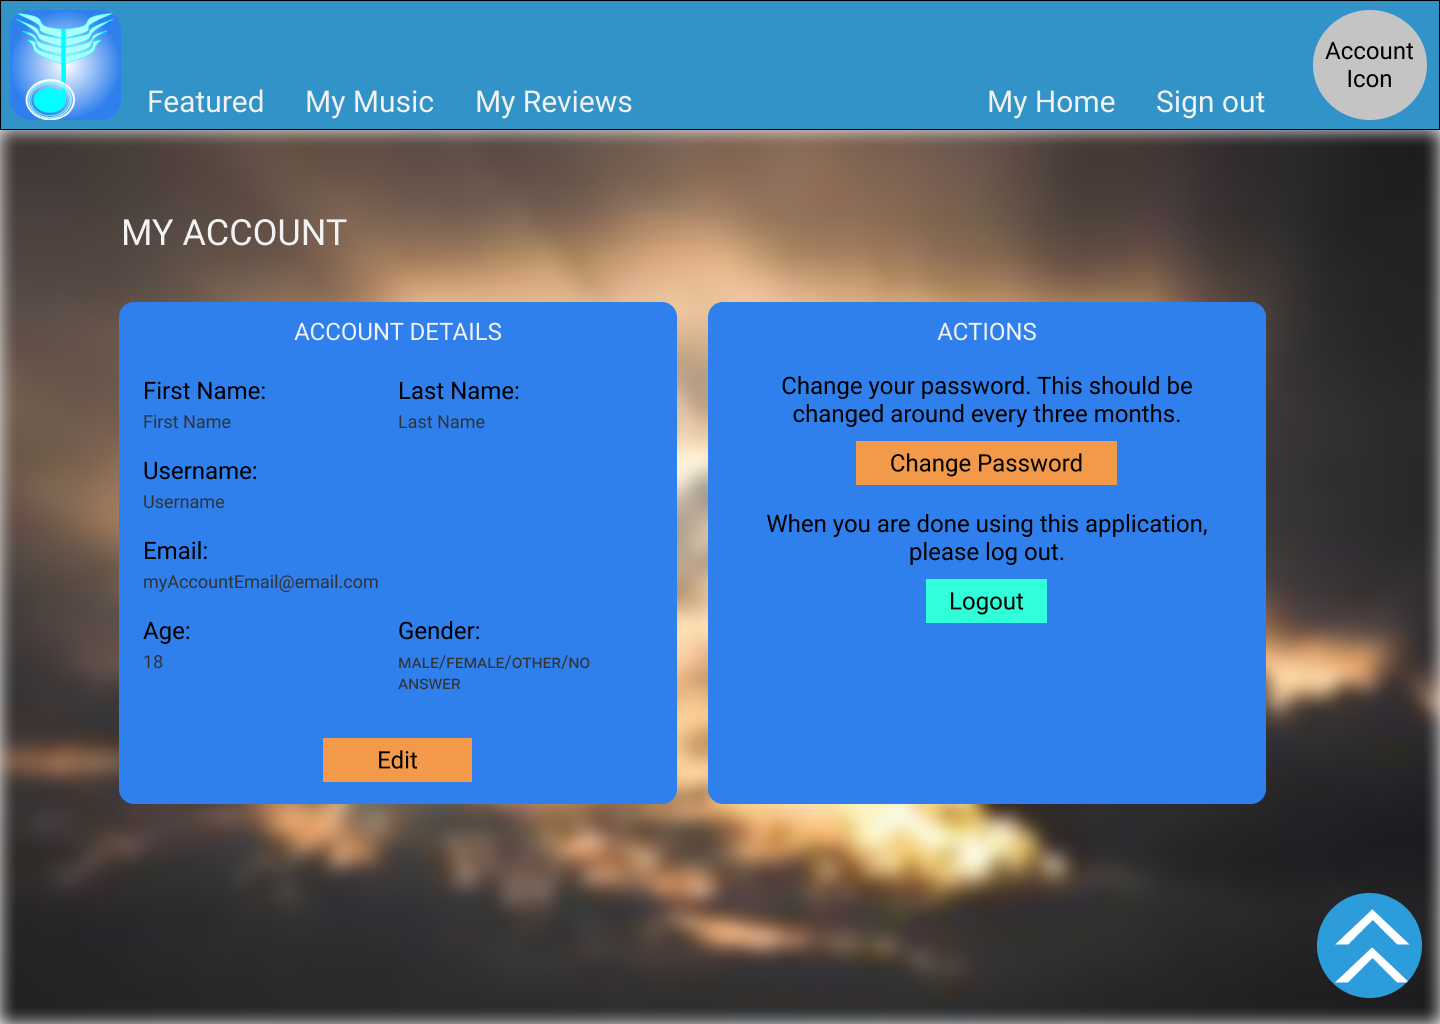 Account
Icon
Featured
My Music
My Reviews
My Home
Sign out
MY ACCOUNT
ACCOUNT DETAILS
First Name:
Last Name:
First Name
Last Name
Username:
Username
Email:
myAccountEmail@email.com
Age:
Gender:
18
MALE/FEMALE/OTHER/NO
ANSWER
Edit
ACTIONS
Change your password. This should be
changed around every three months.
Change Password
When you are done using this application,
please log out.
Logout